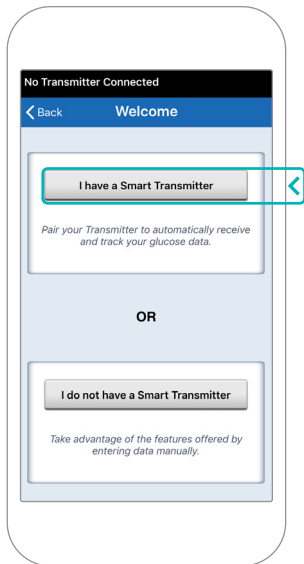 No Transmitter Connected
Back Welcome
I have a Smart Transmitter
Pair your Transmitter to automatically receive
and track your glucose data.
OR
I do not have a Smart Transmitter
Take advantage of the features offered by
entering data manually.